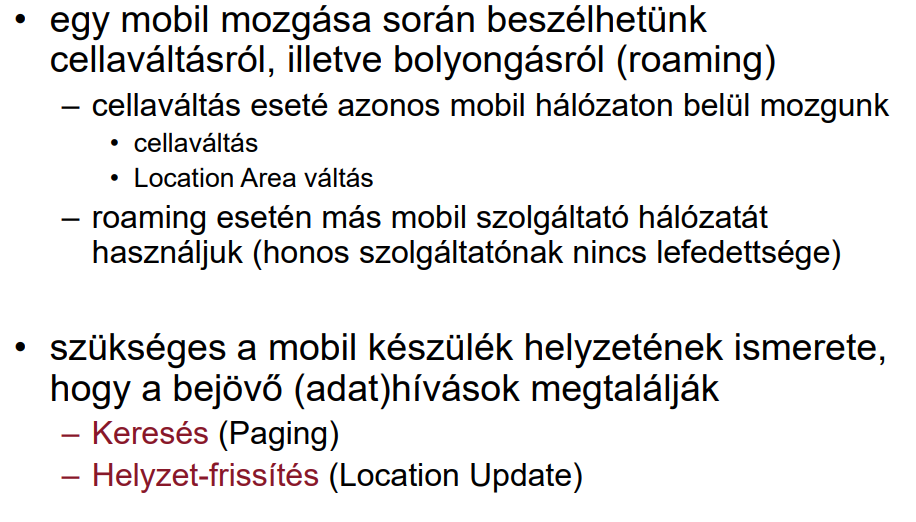 • egy mobil mozgása során beszélhetünk
cellaváltásról, illetve bolyongásról (roaming)
– cellaváltás eseté azonos mobil hálózaton belül mozgunk
• cellaváltás
• Location Area váltás
– roaming esetén más mobil szolgáltató hálózatát
használjuk (honos szolgáltatónak nincs lefedettsége)
• szükséges a mobil készülék helyzetének ismerete,
hogy a bejövő (adat)hívások megtalálják
– Keresés (Paging)
– Helyzet-frissítés (Location Update)